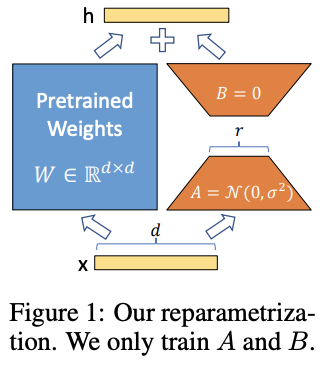 h
Pretrained
Weights
W ∈ ℝ^{d×d}
B = 0
r
A = 𝒩(0, σ²)
d
x
Figure 1: Our reparametriza-
tion. We only train A and B.